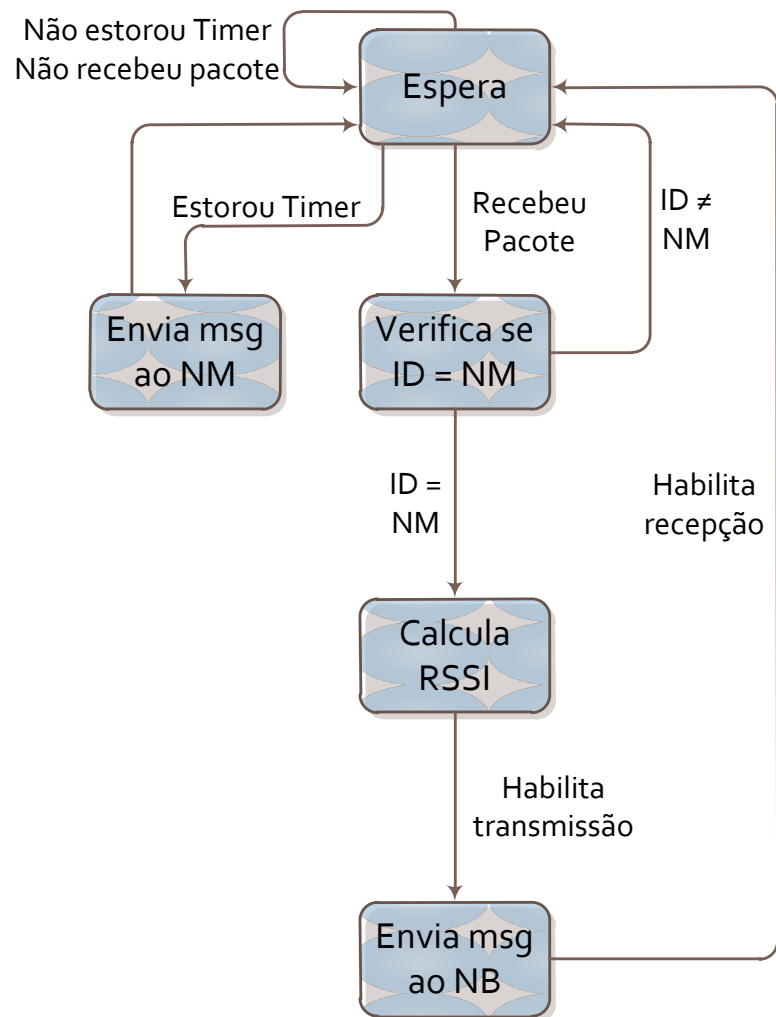 Não estorou Timer
Não recebeu pacote
Espera
Estorou Timer
Recebeu
Pacote
ID ≠
NM
Envia msg
ao NM
Verifica se
ID = NM
ID =
NM
Habilita
recepção
Calcula
RSSI
Habilita
transmissão
Envia msg
ao NB